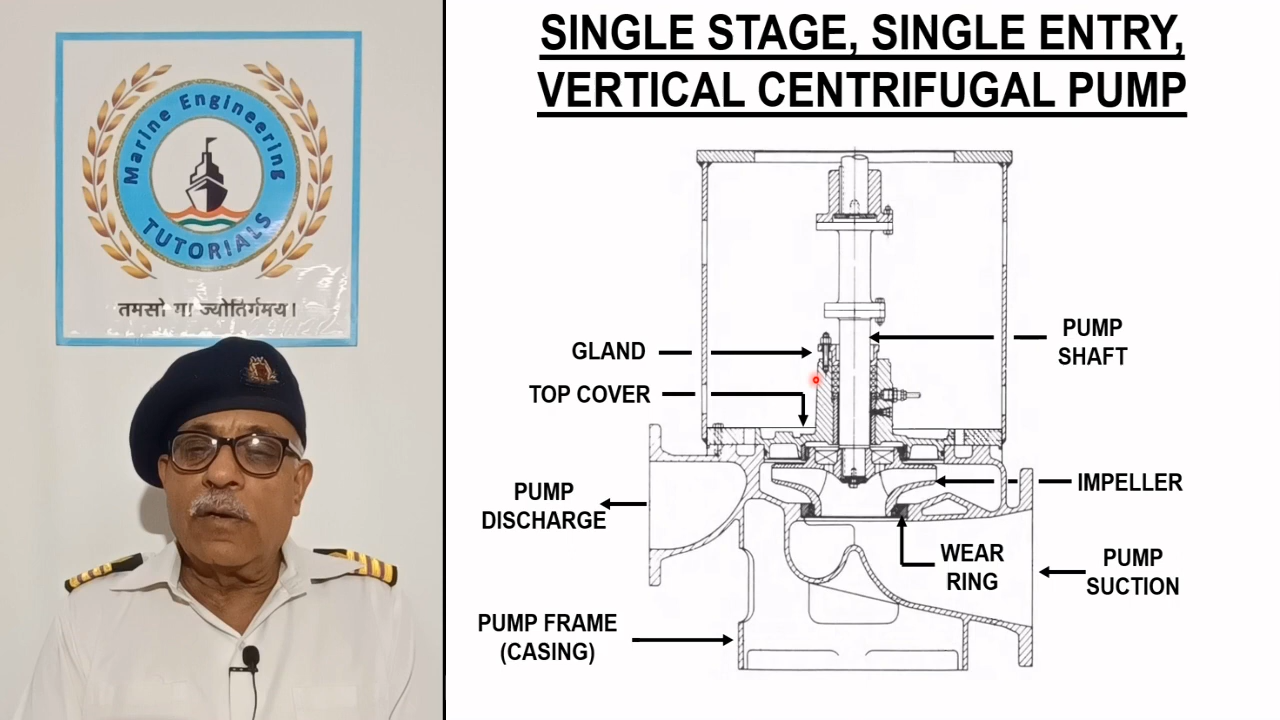 Marine Engineering
TUTORIALS
तमसो मा ज्योतिर्गमय।
SINGLE STAGE, SINGLE ENTRY,
VERTICAL CENTRIFUGAL PUMP
GLAND
TOP COVER
PUMP
SHAFT
PUMP
DISCHARGE
IMPELLER
WEAR
RING
PUMP
SUCTION
PUMP FRAME
(CASING)